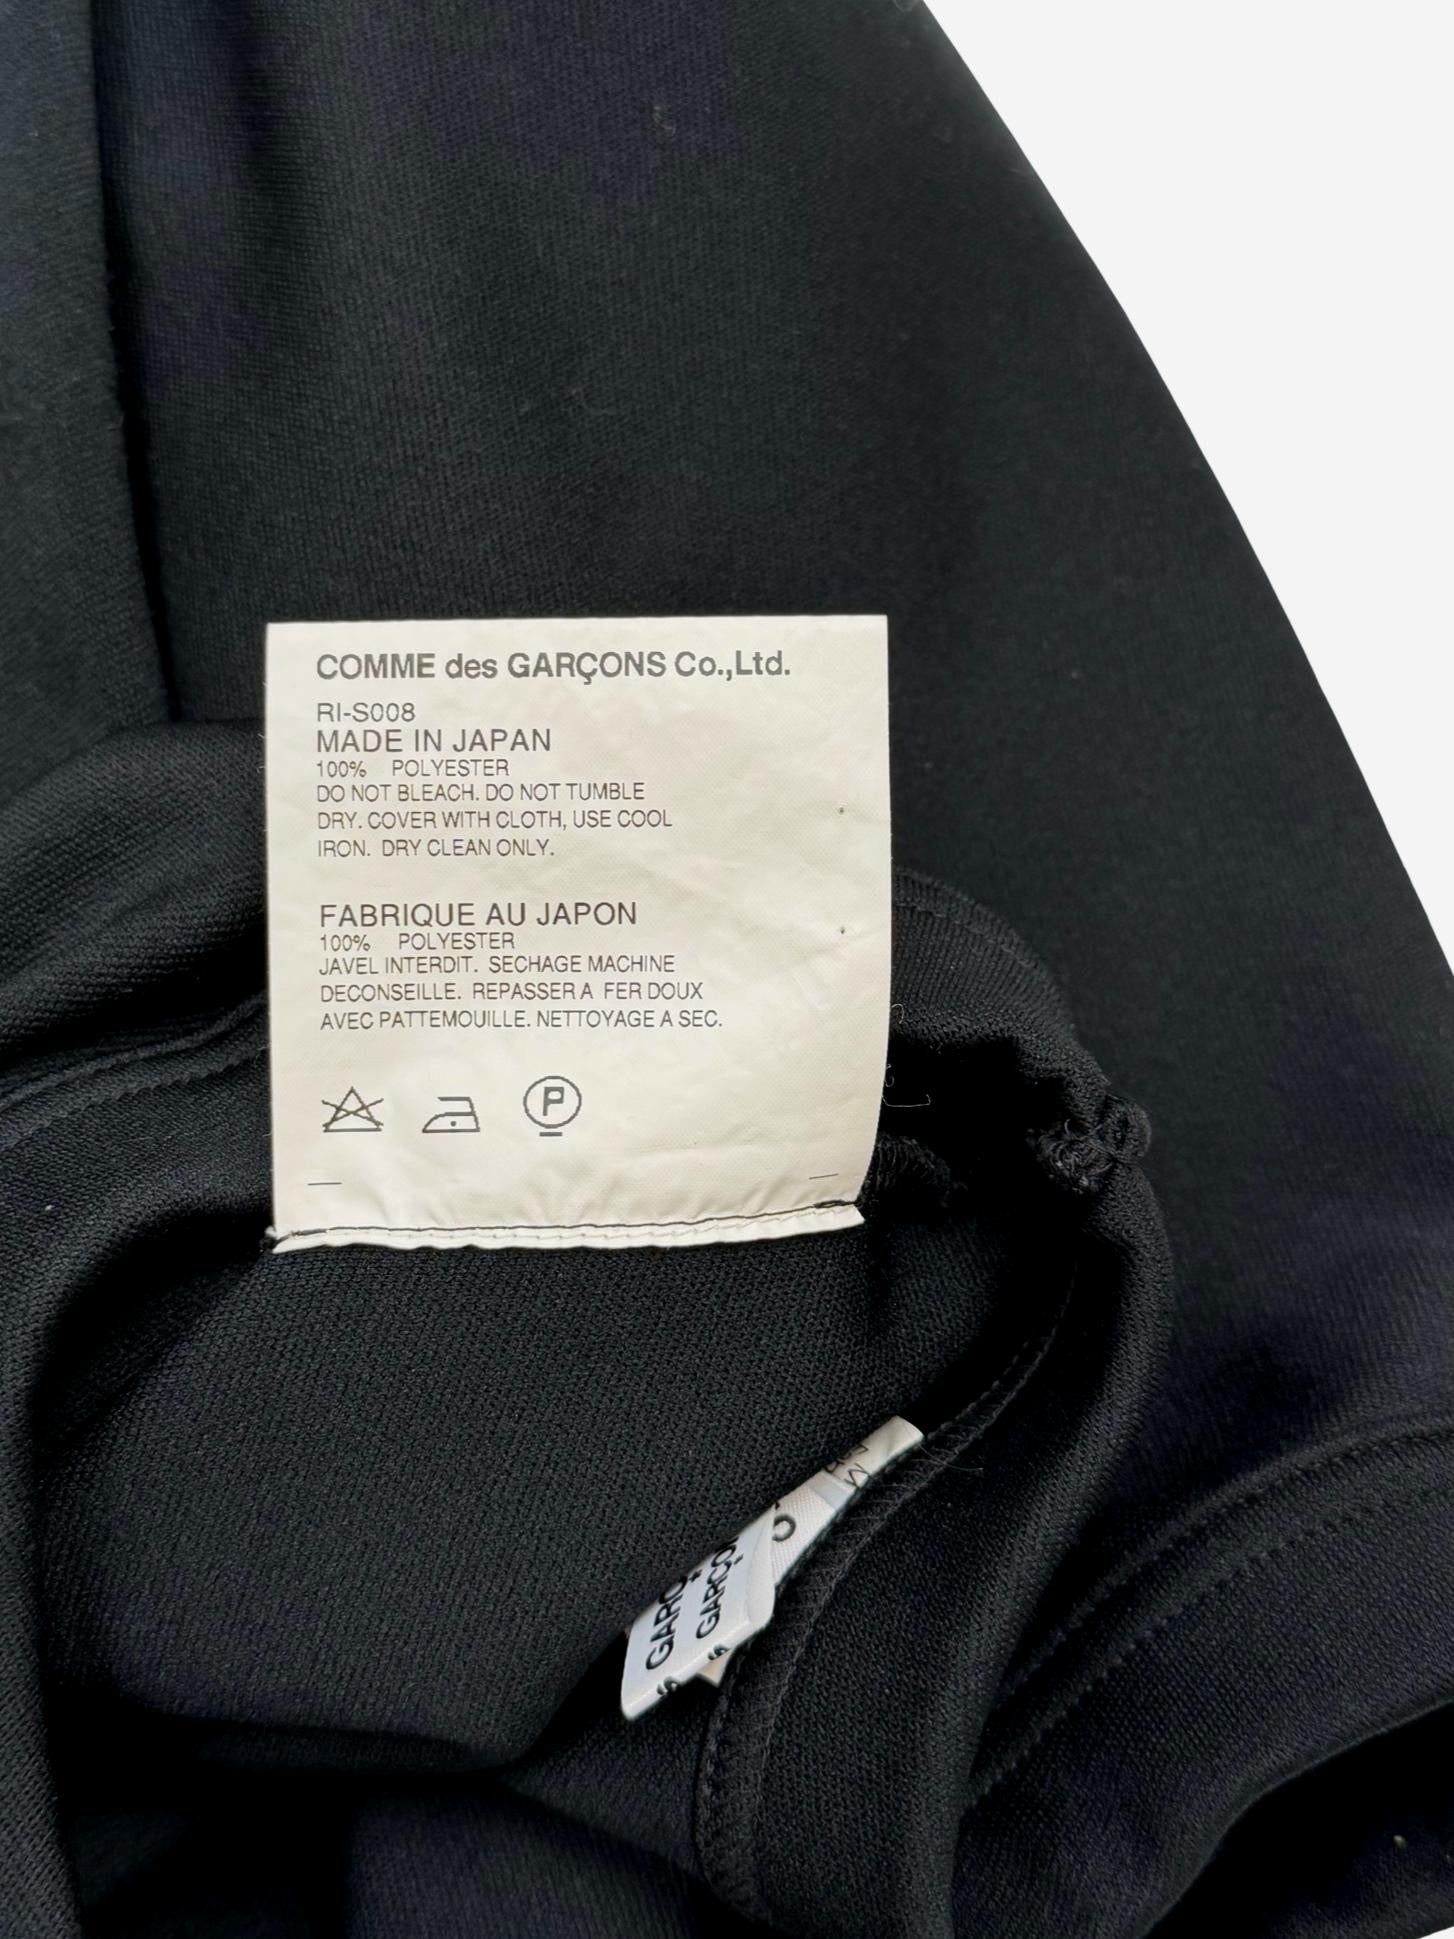 COMME des GARÇONS Co.,Ltd.
RI-S008
MADE IN JAPAN
100% POLYESTER
DO NOT BLEACH. DO NOT TUMBLE
DRY. COVER WITH CLOTH, USE COOL
IRON. DRY CLEAN ONLY.
FABRIQUE AU JAPON
100% POLYESTER
JAVEL INTERDIT. SECHAGE MACHINE
DECONSEILLE. REPASSER A FER DOUX
AVEC PATTEMOUILLE. NETTOYAGE A SEC.
P